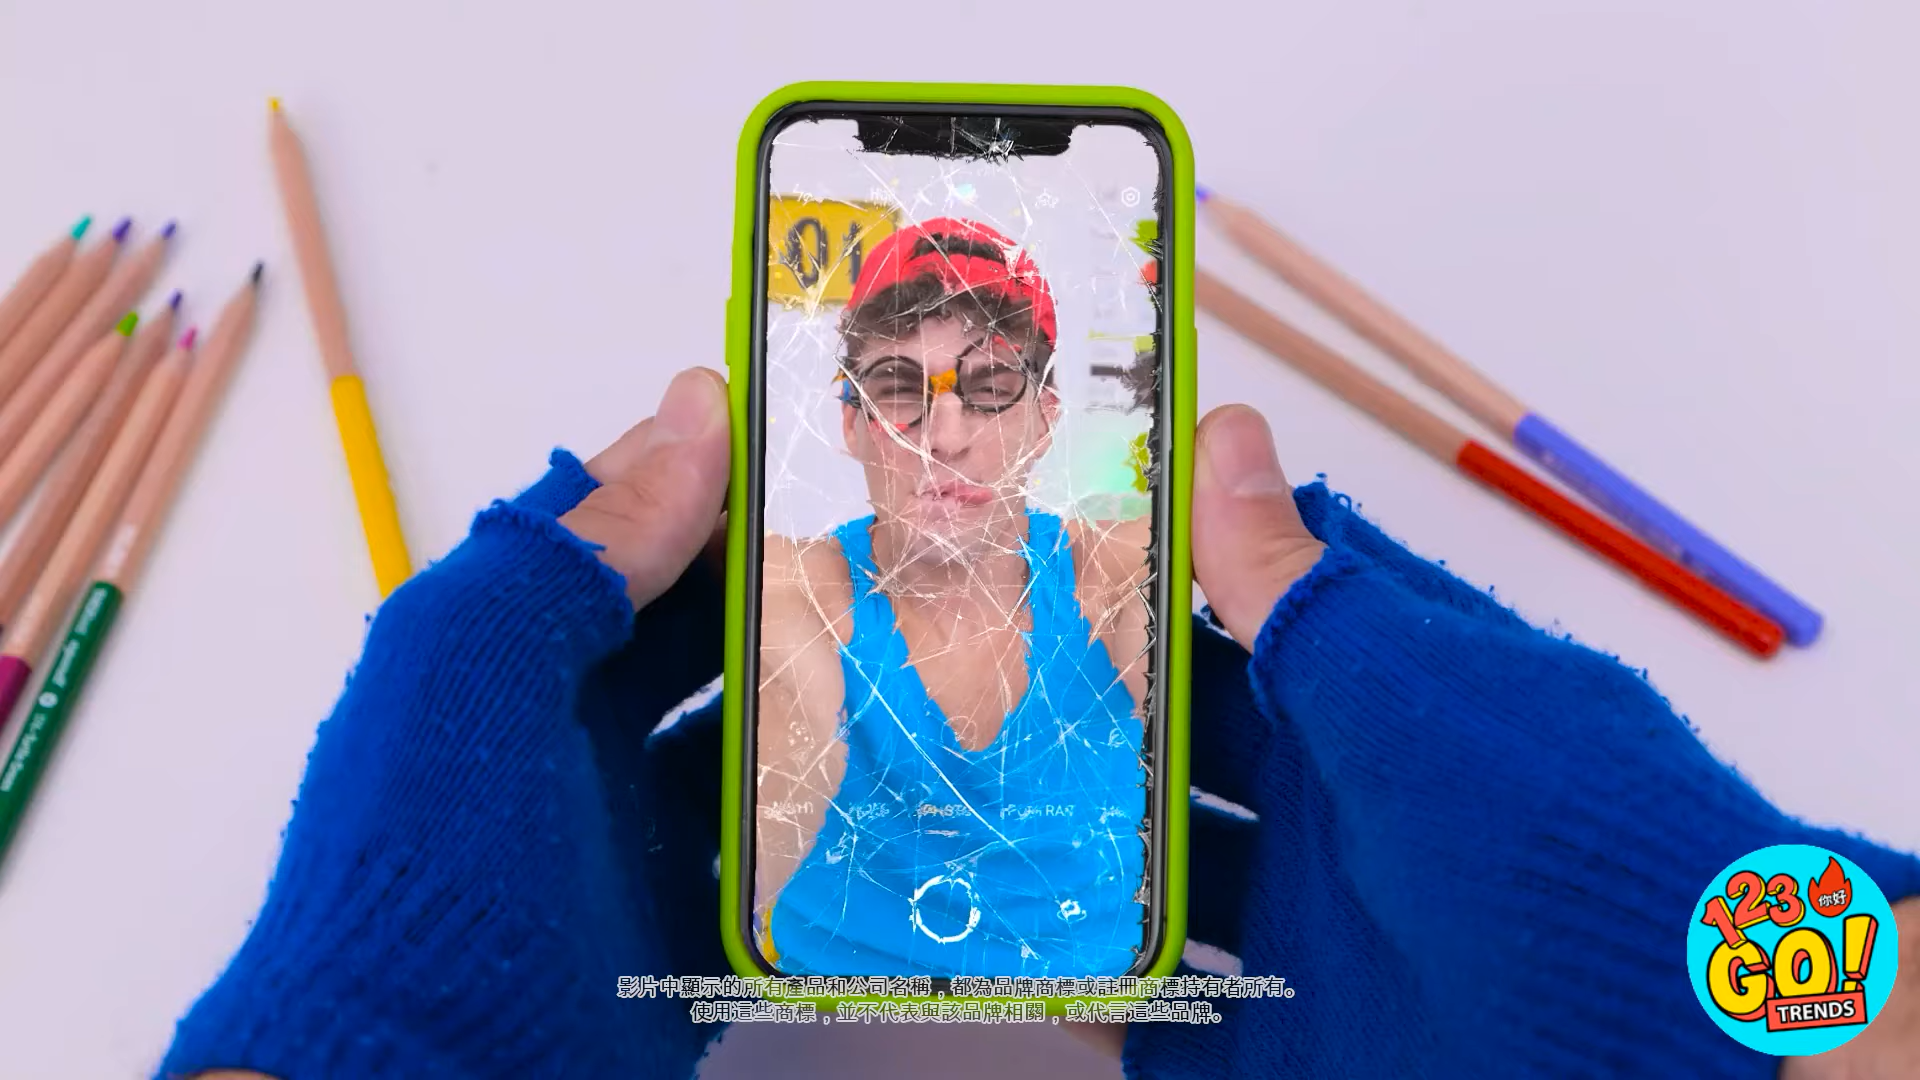 01
影片中顯示的所有產品和公司名稱，都為品牌商標或註冊商標持有者所有。
使用這些商標，並不代表與該品牌相關，或代言這些品牌。
123
你好
GO!
TRENDS